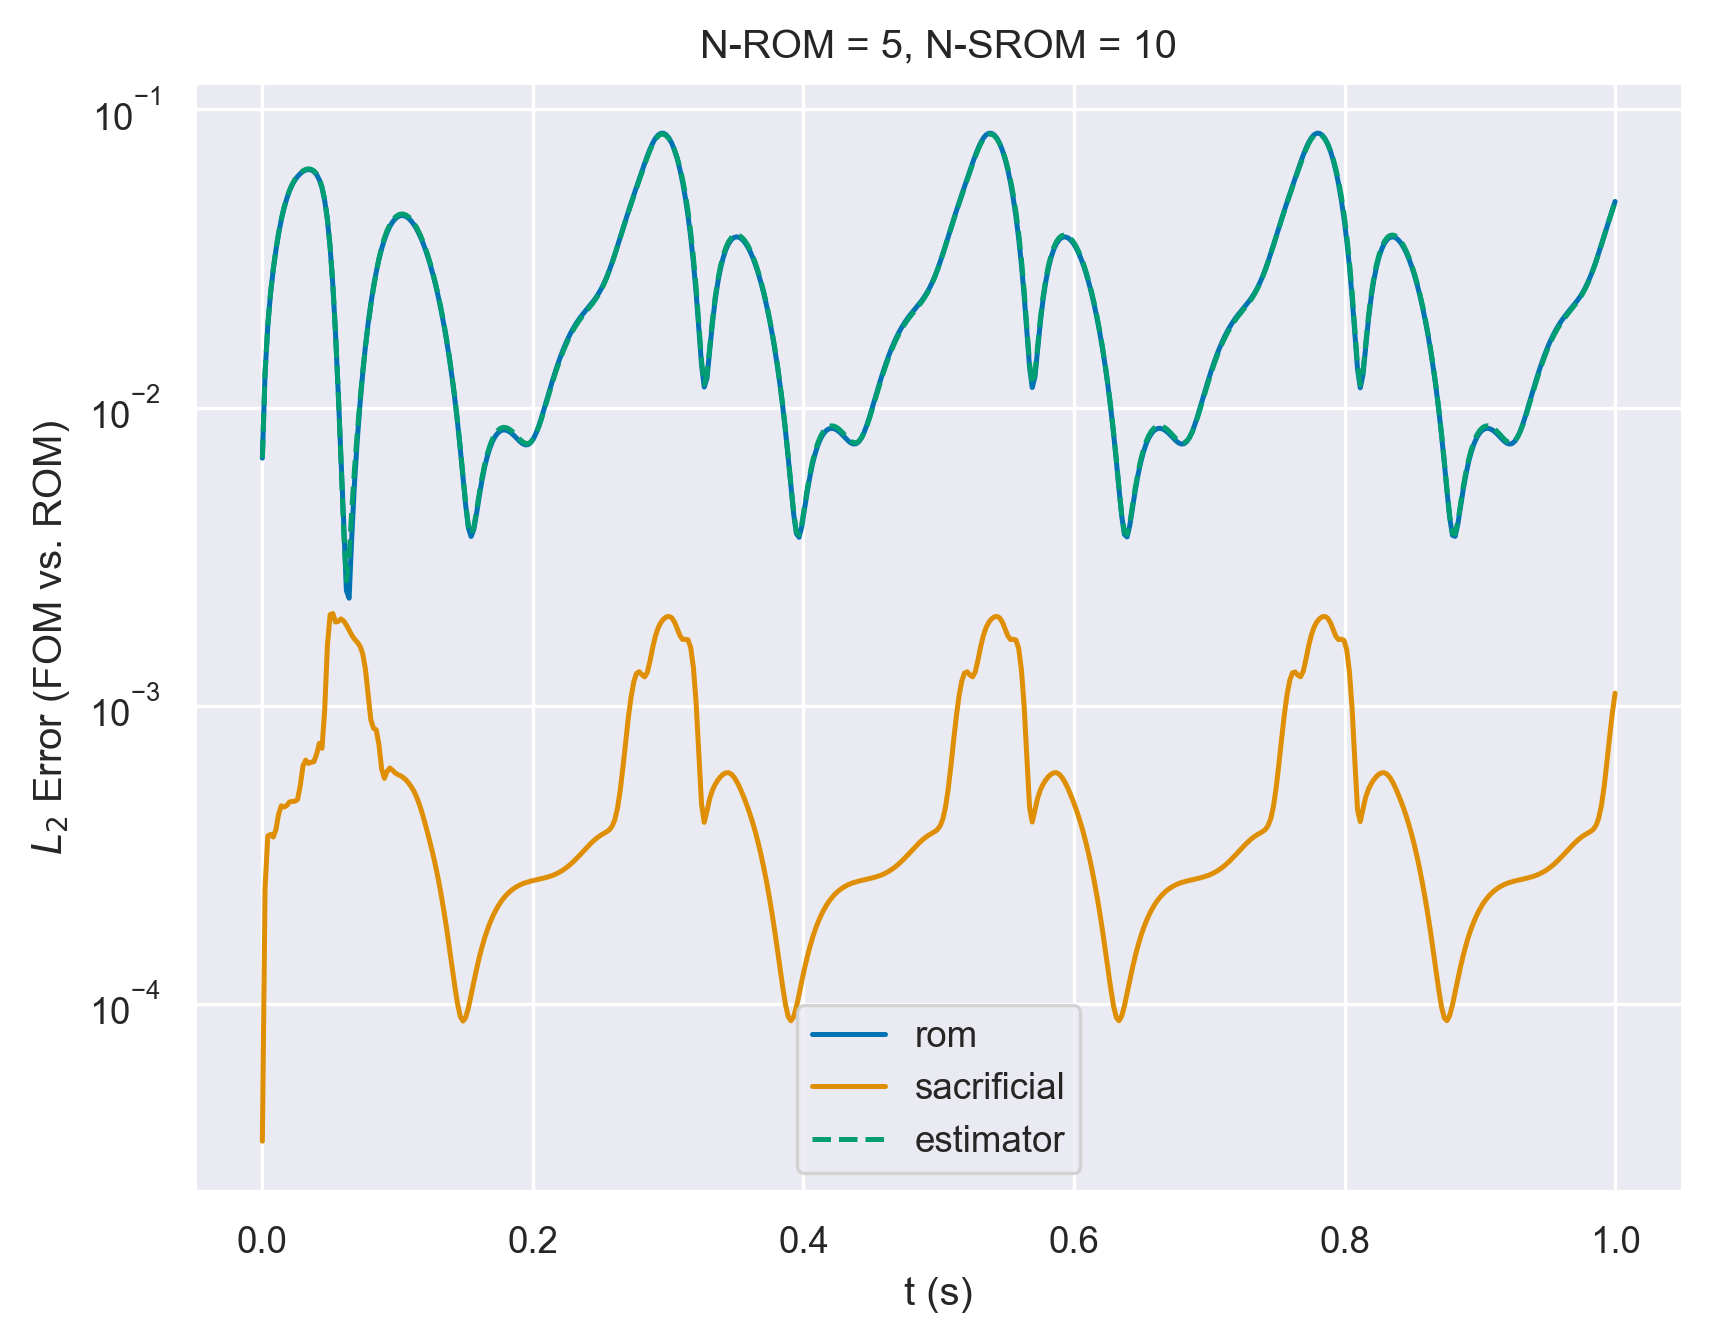 N-ROM = 5, N-SROM = 10
10⁻¹
10⁻²
10⁻³
10⁻⁴
L₂ Error (FOM vs. ROM)
rom
sacrificial
estimator
0.0 0.2 0.4 0.6 0.8 1.0
t (s)